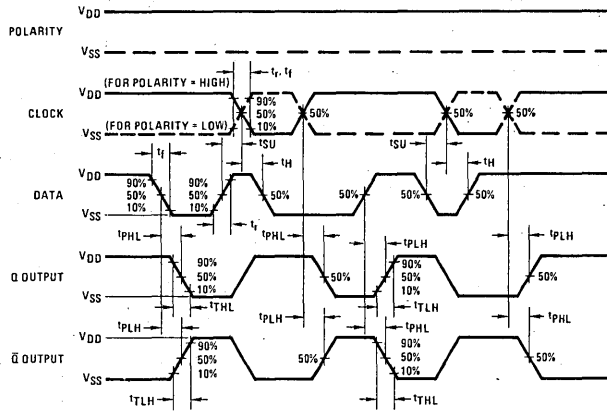 POLARITY
VDD
VSS
(FOR POLARITY = HIGH)
tr, tf
CLOCK
VDD
90%
50%
10%
50%
50%
50%
(FOR POLARITY = LOW)
VSS
tf
tSU
tH
tSU
tH
DATA
VDD
90%
50%
10%
90%
50%
10%
50%
50%
50%
50%
VSS
tr
tPHL
tPHL
tPLH
tPLH
Q OUTPUT
VDD
90%
50%
10%
50%
90%
50%
10%
50%
VSS
tTHL
tTLH
tPLH
tPLH
tPHL
tPHL
Q̅ OUTPUT
VDD
90%
50%
10%
50%
90%
50%
10%
50%
VSS
tTLH
tTHL